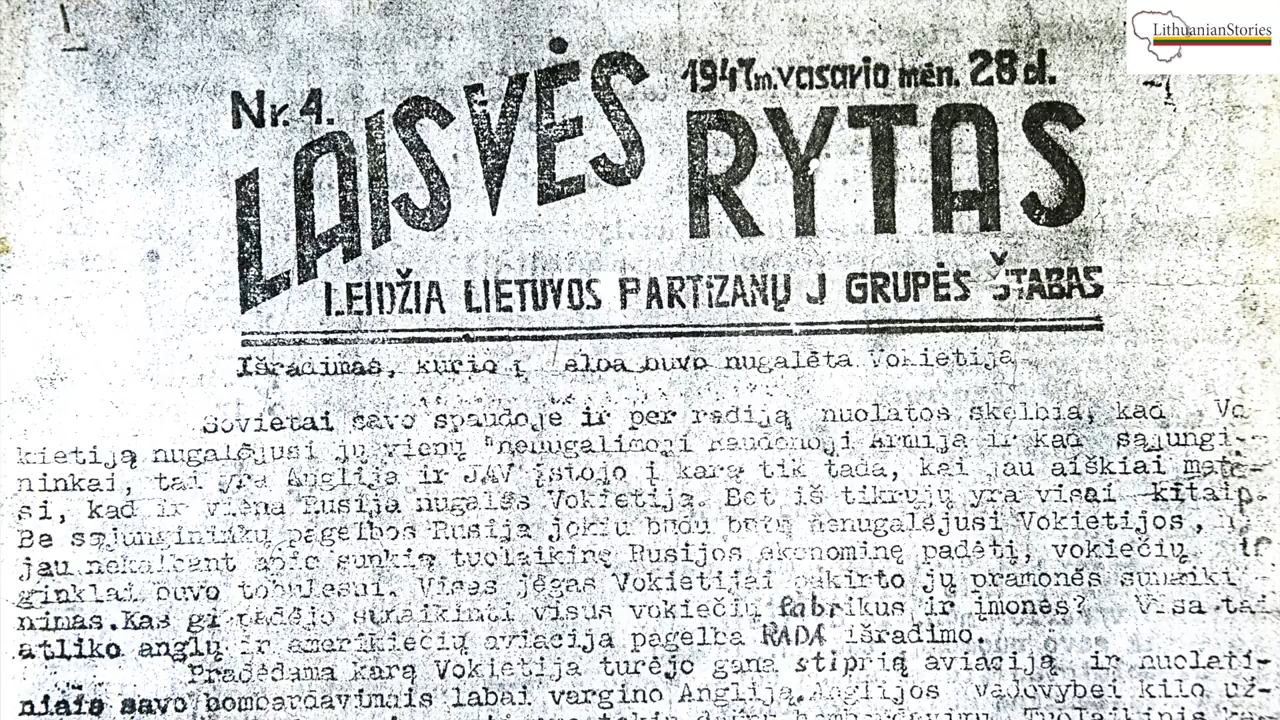 LithuanianStories
Nr. 4.
1947m. vasario mėn. 28 d.
LAISVĖS RYTAS
LEIDŽIA LIETUVOS PARTIZANŲ J GRUPĖS ŠTABAS
Išradimas, kurio buvo nugalėta Vokietija
Sovietai savo spaudoje ir per radiją nuolatos skelbia, kad Vo
kietiją nugalėjusi jų vienų "nenugalimoji Raudonoji Armija ir kad sąjungi-
ninkai, tai yra Anglija ir JAV įstojo į karą tik tada, kai jau aiškiai matė-
si, kad ir viena Rusija nugalės Vokietiją. Bet iš tikrųjų yra visai kitaip.
Be sąjungininkų pagelbos Rusija jokiu būdu būtų nenugalėjusi Vokietijos,
jau nekalbant apie sunkią tuolaikinę Rusijos ekonominę padėtį, vokiečių ir
ginklai buvo tobulesni. Visas jėgas Vokietijai pakirto jų pramonės sunaiki-
nimas. Kas gi padėjo sunaikinti visus vokiečių fabrikus ir įmones? Visa tai
atliko anglų ir amerikiečių aviacija pagelba RADA išradimo.
Pradėdama karą Vokietija turėjo gana stiprią aviaciją ir nuolati-
niais savo bombardavimais labai vargino Angliją. Anglijos vadovybei kilo už-
bombardavimų. Tuolaikinis